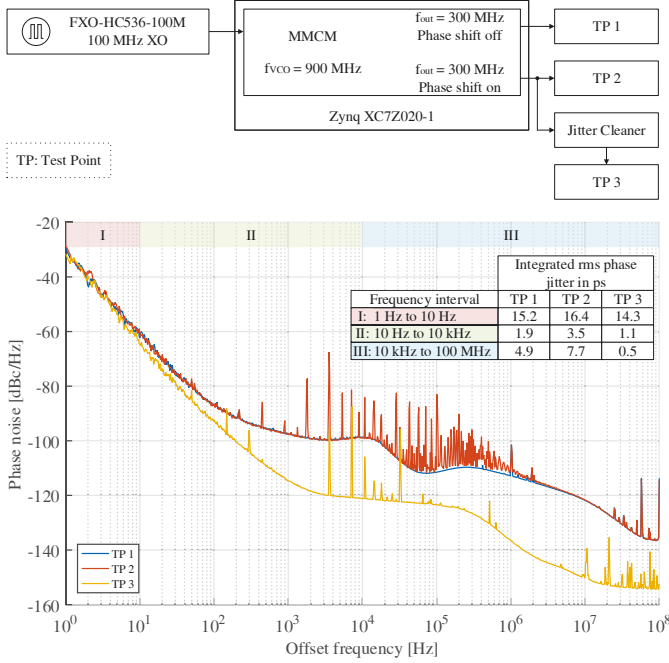 FXO-HC536-100M
100 MHz XO
MMCM
fVCO = 900 MHz
fout = 300 MHz
Phase shift off
fout = 300 MHz
Phase shift on
Zynq XC7Z020-1
TP 1
TP 2
Jitter Cleaner
TP 3
TP: Test Point
I II III
Integrated rms phase
jitter in ps
Frequency interval TP 1 TP 2 TP 3
I: 1 Hz to 10 Hz 15.2 16.4 14.3
II: 10 Hz to 10 kHz 1.9 3.5 1.1
III: 10 kHz to 100 MHz 4.9 7.7 0.5
Phase noise [dBc/Hz]
-20
-40
-60
-80
-100
-120
-140
-160
TP 1
TP 2
TP 3
10^0 10^1 10^2 10^3 10^4 10^5 10^6 10^7 10^8
Offset frequency [Hz]